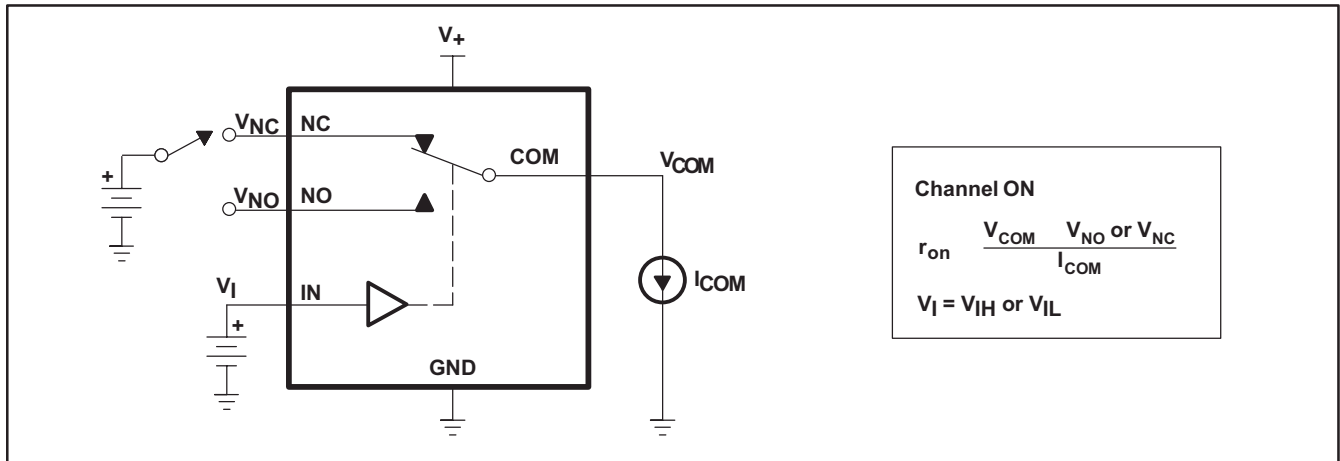 V+
VNC NC
COM
VCOM
+
VNO NO
VI IN
ICOM
+
GND
Channel ON
ron VCOM VNO or VNC
ICOM
VI = VIH or VIL